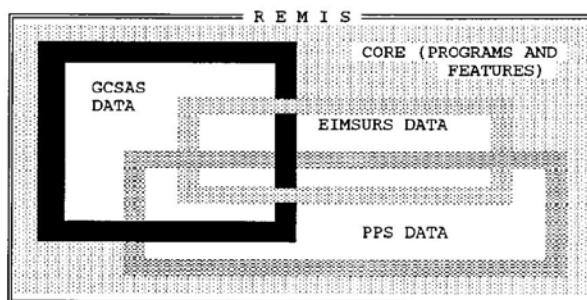 R E M I S
CORE (PROGRAMS AND
FEATURES)
GCSAS
DATA
EIMSURS DATA
PPS DATA